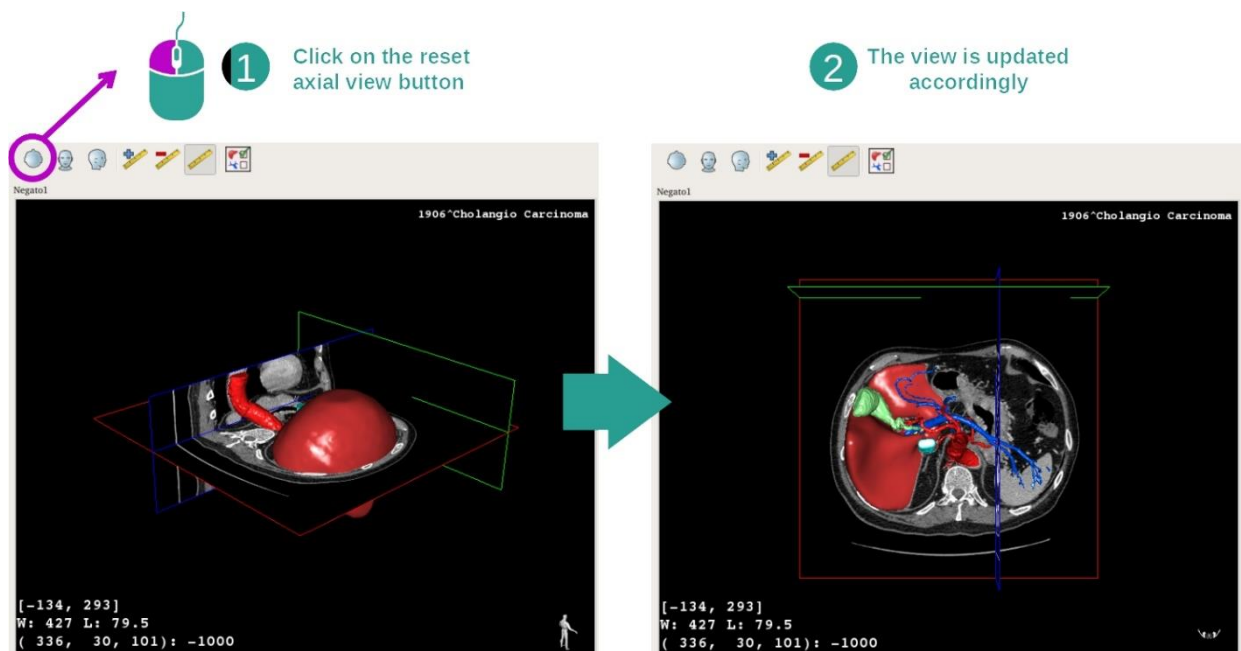 1
Click on the reset
axial view button
2
The view is updated
accordingly
Negato1
1906^Cholangio Carcinoma
[-134, 293]
W: 427 L: 79.5
( 336,  30, 101): -1000
Negato1
1906^Cholangio Carcinoma
[-134, 293]
W: 427 L: 79.5
( 336,  30, 101): -1000